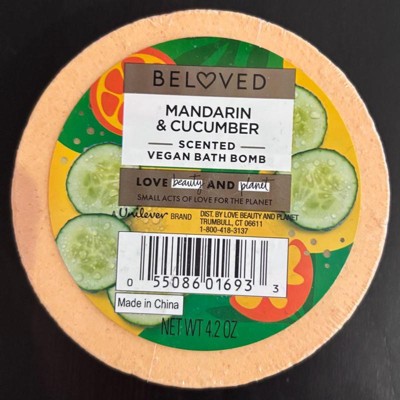 BELOVED
MANDARIN
& CUCUMBER
SCENTED
VEGAN BATH BOMB
LOVE beauty AND planet
SMALL ACTS OF LOVE FOR THE PLANET
a Unilever BRAND
DIST. BY LOVE BEAUTY AND PLANET
TRUMBULL, CT 06611
1-800-418-3137
0 55086 01693 3
Made in China
NET WT 4.2 OZ